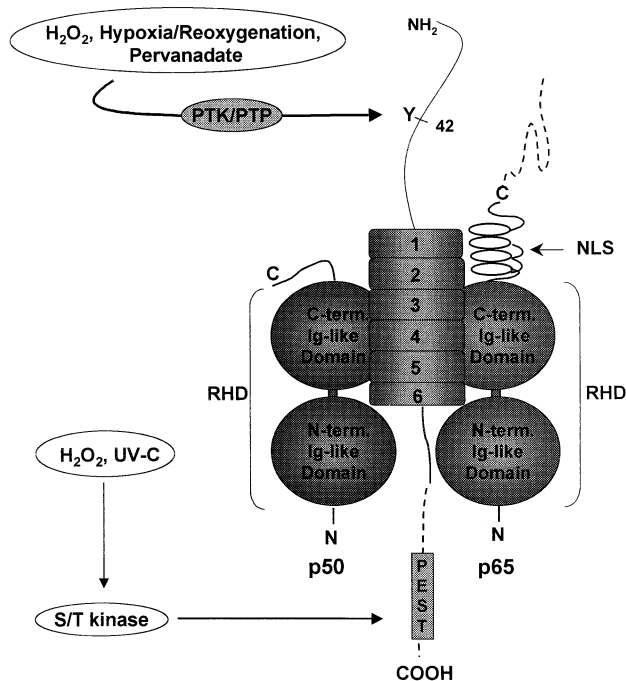 H₂O₂, Hypoxia/Reoxygenation,
Pervanadate
PTK/PTP
NH₂
Y
42
C
NLS
1
2
3
4
5
6
C
C-term.
Ig-like
Domain
C-term.
Ig-like
Domain
RHD
RHD
N-term.
Ig-like
Domain
N-term.
Ig-like
Domain
H₂O₂, UV-C
N
N
p50
p65
P
E
S
T
S/T kinase
COOH